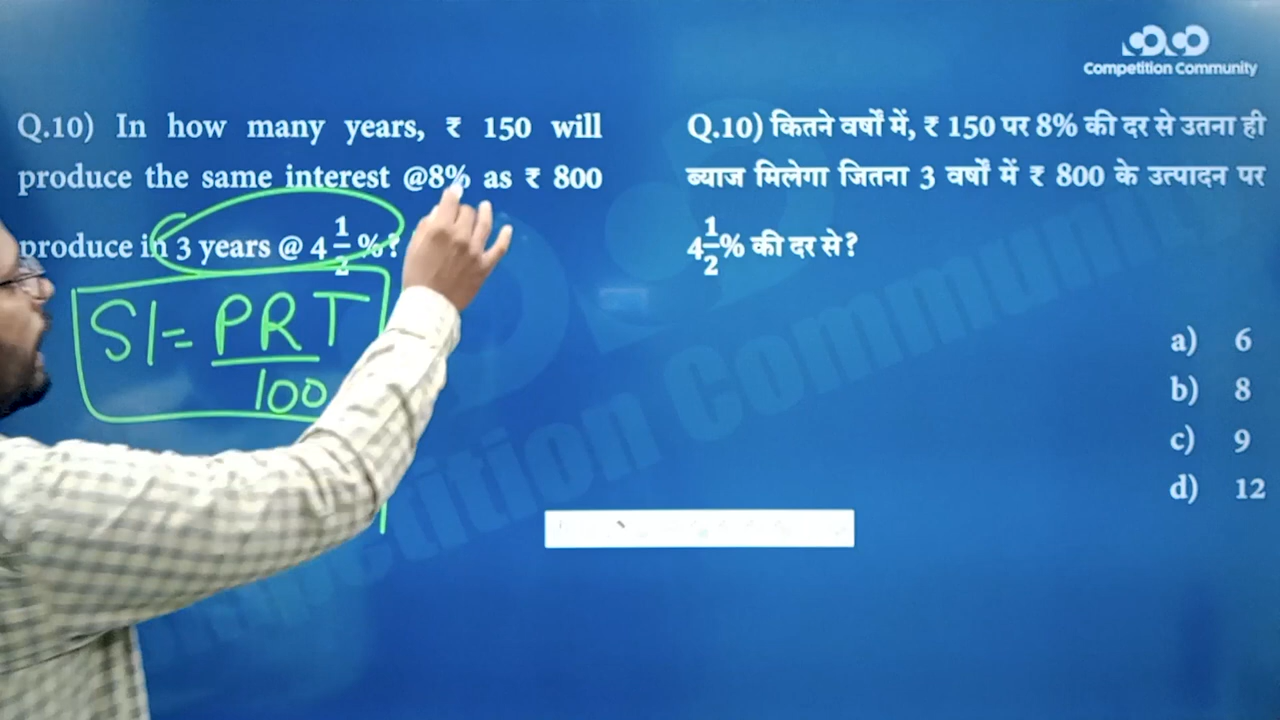 Competition Community
Q.10) In how many years, ₹ 150 will
produce the same interest @8% as ₹ 800
produce in 3 years @ 4 1/2 %?
SI = PRT
100
Q.10) कितने वर्षों में, ₹ 150 पर 8% की दर से उतना ही
ब्याज मिलेगा जितना 3 वर्षों में ₹ 800 के उत्पादन पर
4 1/2 % की दर से?
a) 6
b) 8
c) 9
d) 12
Competition Community